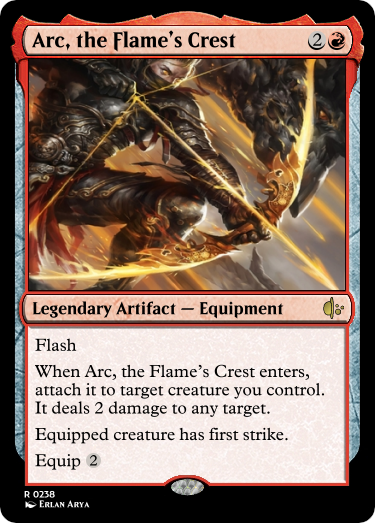 Arc, the Flame's Crest 2
Legendary Artifact — Equipment
Flash
When Arc, the Flame's Crest enters,
attach it to target creature you control.
It deals 2 damage to any target.
Equipped creature has first strike.
Equip 2
R 0238
Erlan Arya